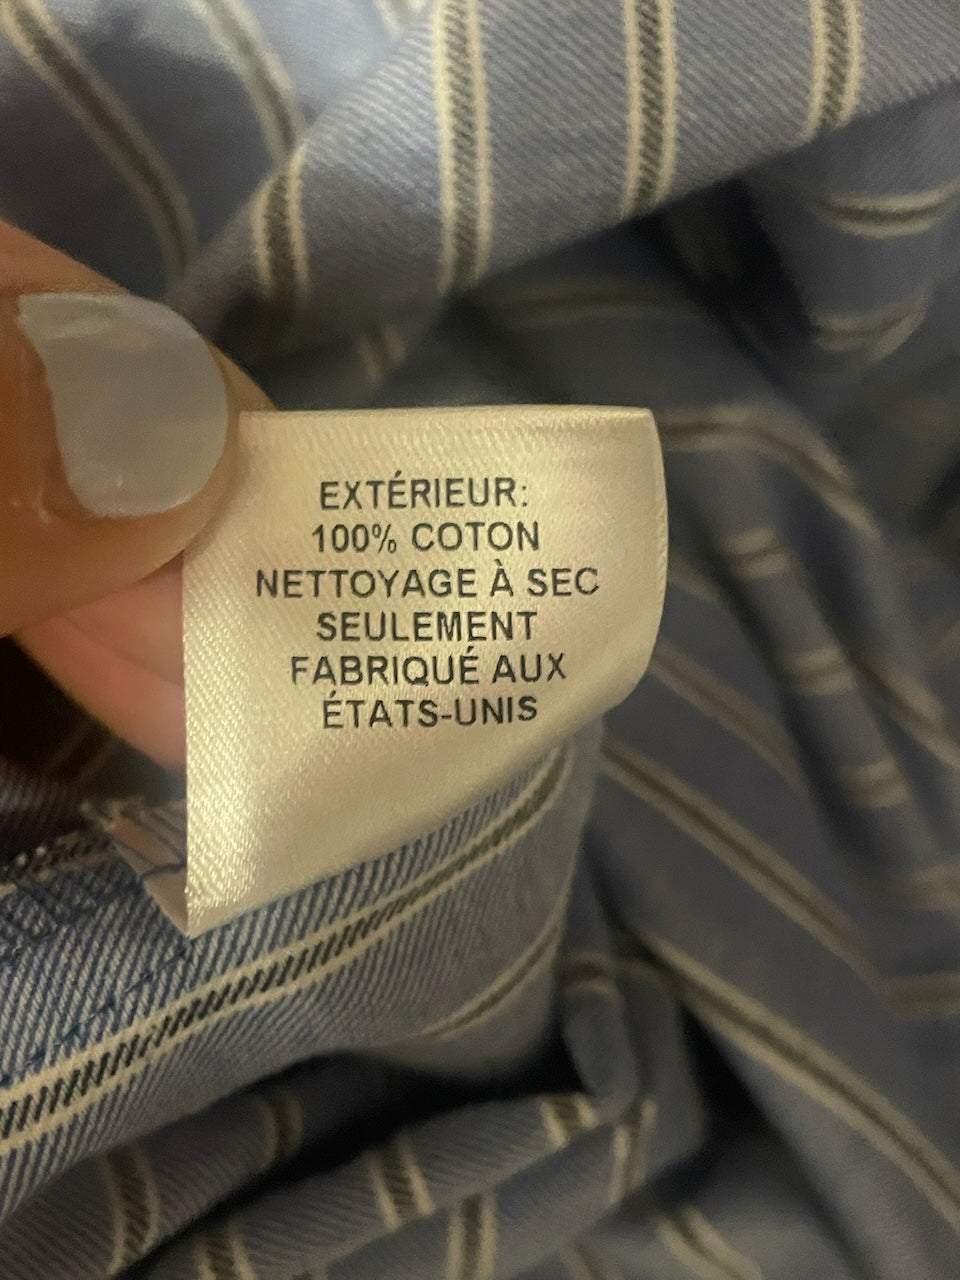 EXTÉRIEUR:
100% COTON
NETTOYAGE À SEC
SEULEMENT
FABRIQUÉ AUX
ÉTATS-UNIS